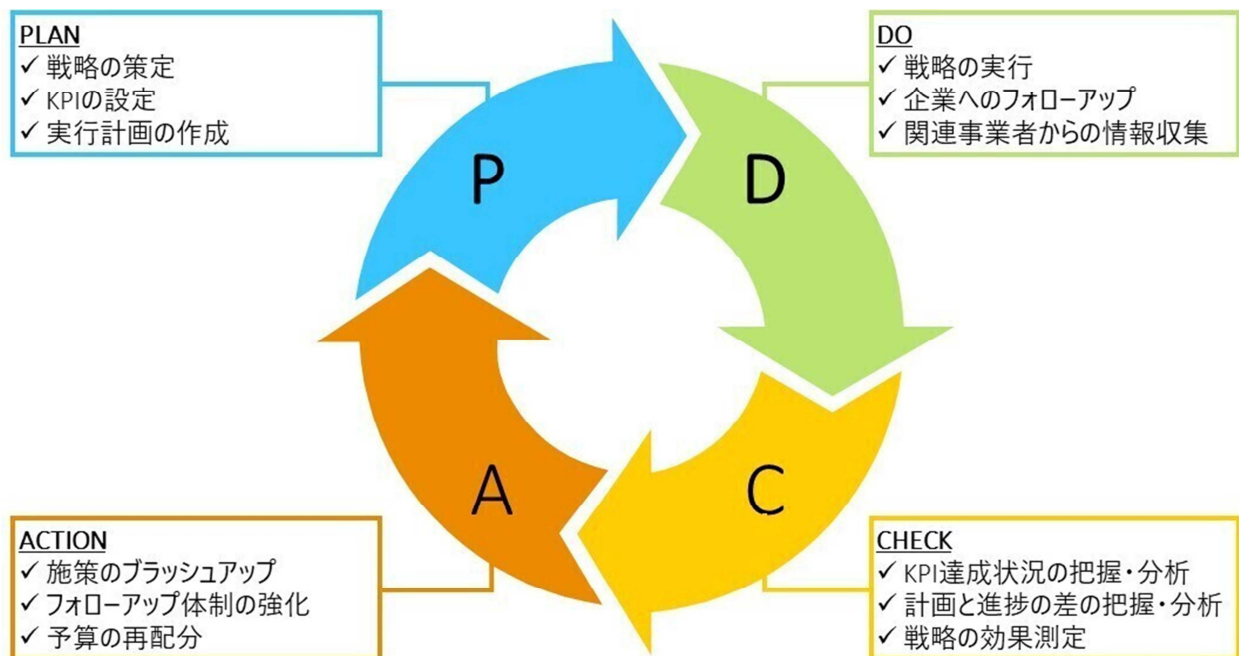 PLAN
✓ 戦略の策定
✓ KPIの設定
✓ 実行計画の作成
DO
✓ 戦略の実行
✓ 企業へのフォローアップ
✓ 関連事業者からの情報収集
P
D
A
C
ACTION
✓ 施策のブラッシュアップ
✓ フォローアップ体制の強化
✓ 予算の再配分
CHECK
✓ KPI達成状況の把握・分析
✓ 計画と進捗の差の把握・分析
✓ 戦略の効果測定